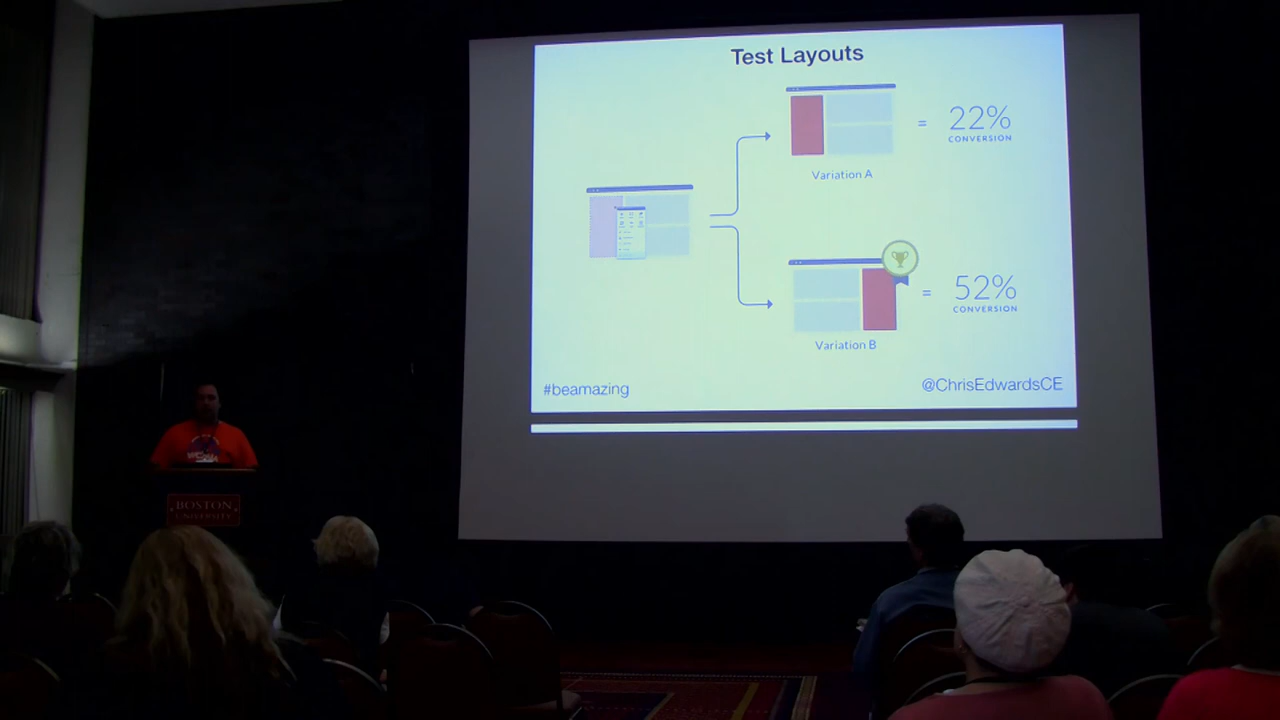 Test Layouts
= 22%
CONVERSION
Variation A
= 52%
CONVERSION
Variation B
#beamazing
@ChrisEdwardsCE
BOSTON
UNIVERSITY